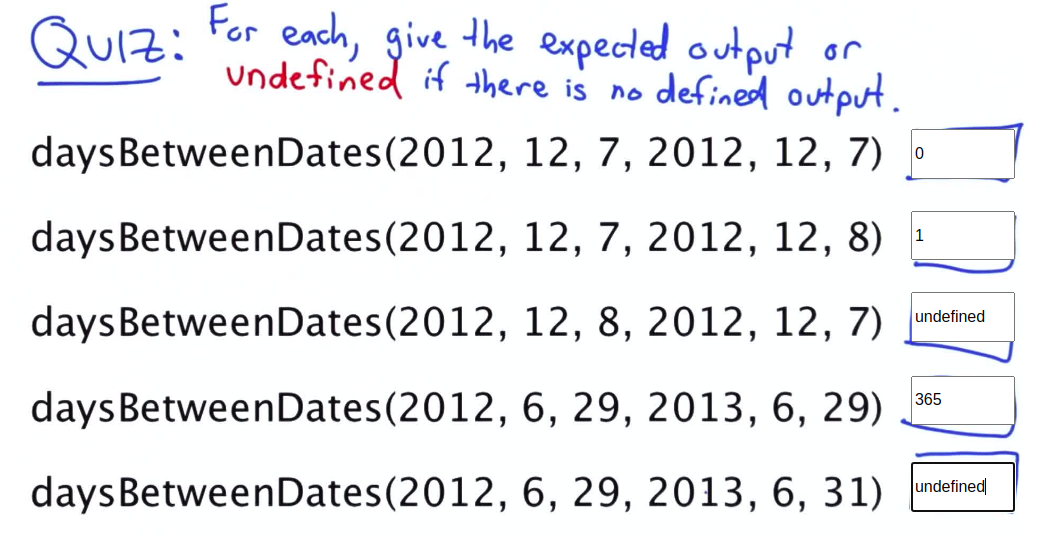 QUIZ: For each, give the expected output or
undefined if there is no defined output.
daysBetweenDates(2012, 12, 7, 2012, 12, 7) 0
daysBetweenDates(2012, 12, 7, 2012, 12, 8) 1
daysBetweenDates(2012, 12, 8, 2012, 12, 7) undefined
daysBetweenDates(2012, 6, 29, 2013, 6, 29) 365
daysBetweenDates(2012, 6, 29, 2013, 6, 31) undefined